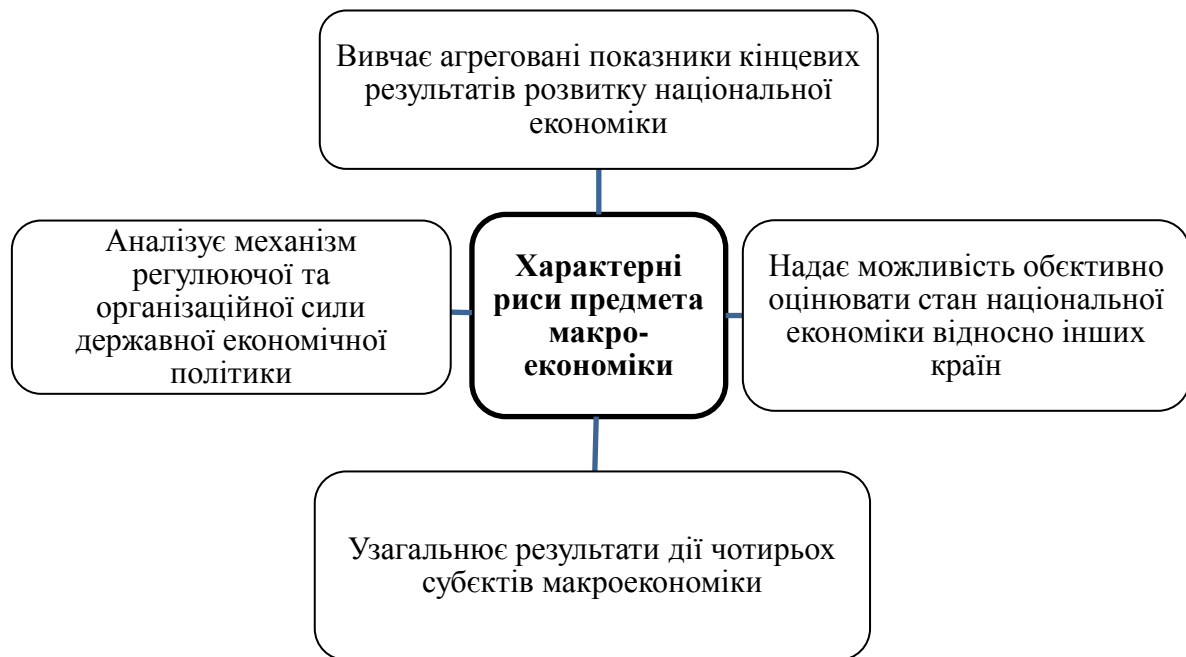 Вивчає агреговані показники кінцевих
результатів розвитку національної
економіки
Аналізує механізм
регулюючої та
організаційної сили
державної економічної
політики
Характерні
риси предмета
макро-
економіки
Надає можливість обєктивно
оцінювати стан національної
економіки відносно інших
країн
Узагальнює результати дії чотирьох
субєктів макроекономіки